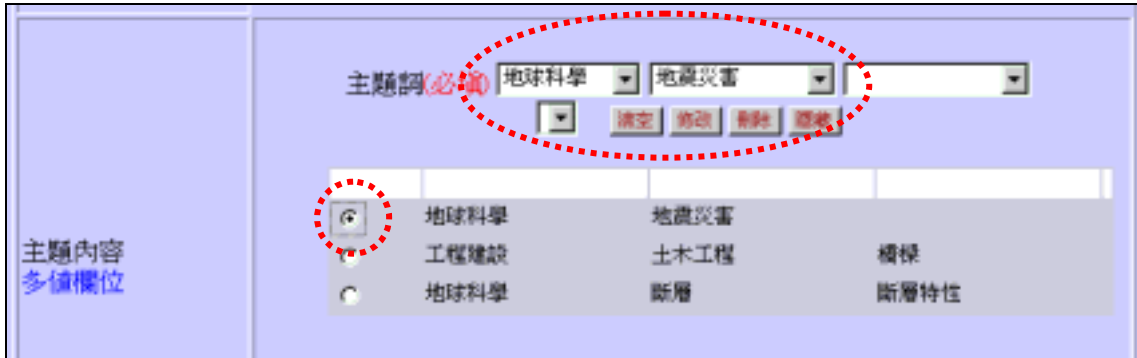 主題詞(必填) 地球科學 地震災害
清空 修改 刪除 隱藏
地球科學 地震災害
工程建設 土木工程 橋樑
地球科學 斷層 斷層特性
主題內容
多值欄位